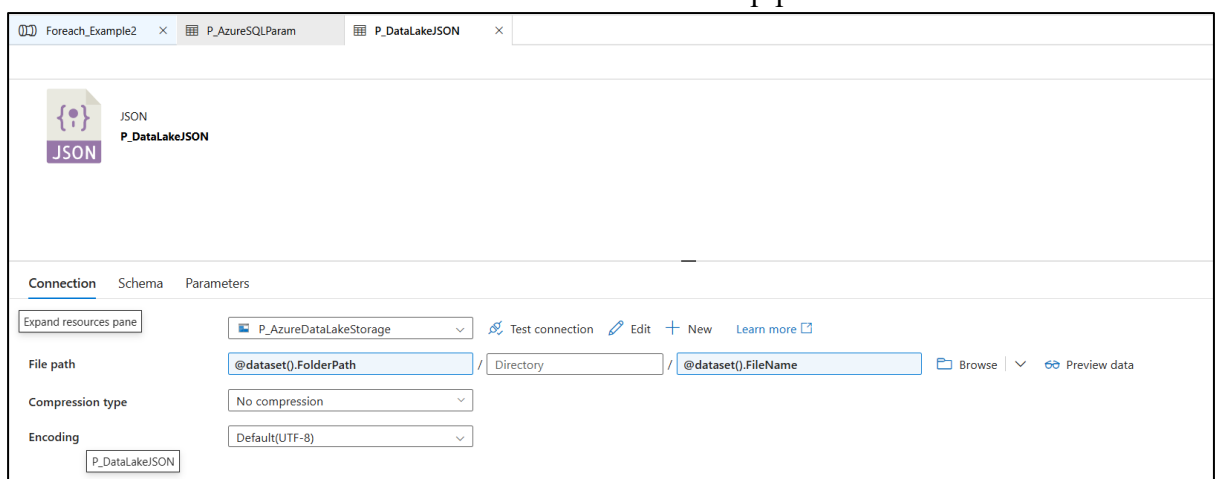 Foreach_Example2 × P_AzureSQLParam P_DataLakeJSON ×
{ } JSON
JSON
P_DataLakeJSON
Connection Schema Parameters
Expand resources pane P_AzureDataLakeStorage Test connection Edit + New Learn more
File path @dataset().FolderPath / Directory / @dataset().FileName Browse Preview data
Compression type No compression
Encoding Default(UTF-8)
P_DataLakeJSON